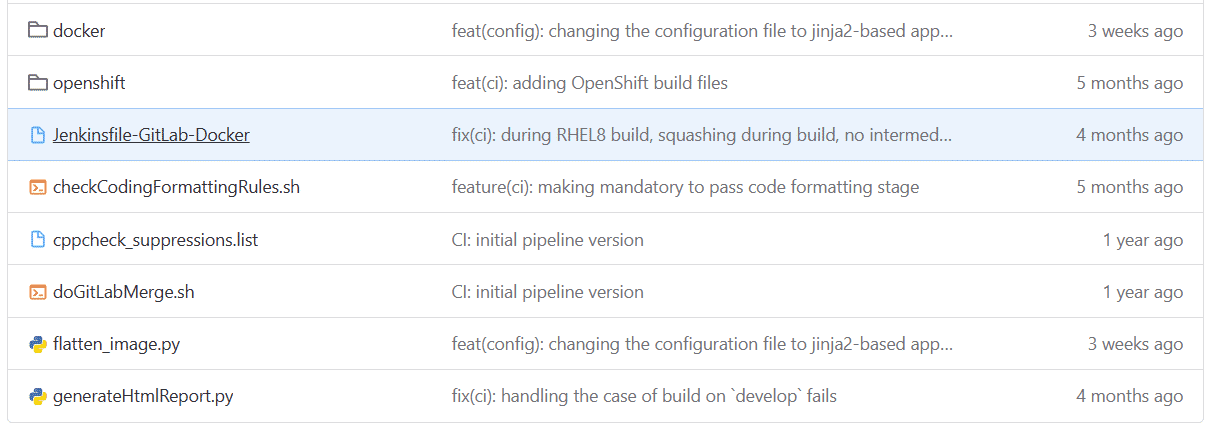 docker feat(config): changing the configuration file to jinja2-based app... 3 weeks ago
openshift feat(ci): adding OpenShift build files 5 months ago
Jenkinsfile-GitLab-Docker fix(ci): during RHEL8 build, squashing during build, no intermed... 4 months ago
checkCodingFormattingRules.sh feature(ci): making mandatory to pass code formatting stage 5 months ago
cppcheck_suppressions.list CI: initial pipeline version 1 year ago
doGitLabMerge.sh CI: initial pipeline version 1 year ago
flatten_image.py feat(config): changing the configuration file to jinja2-based app... 3 weeks ago
generateHtmlReport.py fix(ci): handling the case of build on `develop` fails 4 months ago